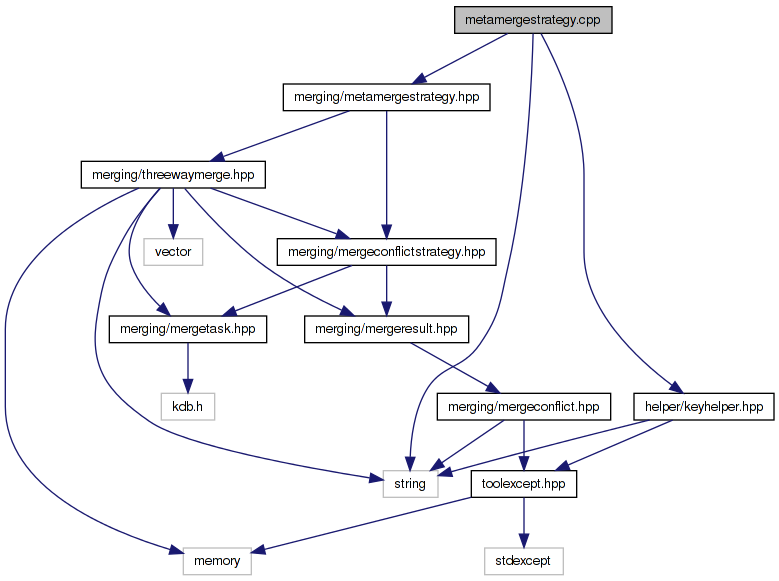 metamergestrategy.cpp
merging/metamergestrategy.hpp
merging/threewaymerge.hpp
vector
merging/mergeconflictstrategy.hpp
merging/mergetask.hpp
merging/mergeresult.hpp
kdb.h
merging/mergeconflict.hpp
helper/keyhelper.hpp
string
toolexcept.hpp
memory
stdexcept